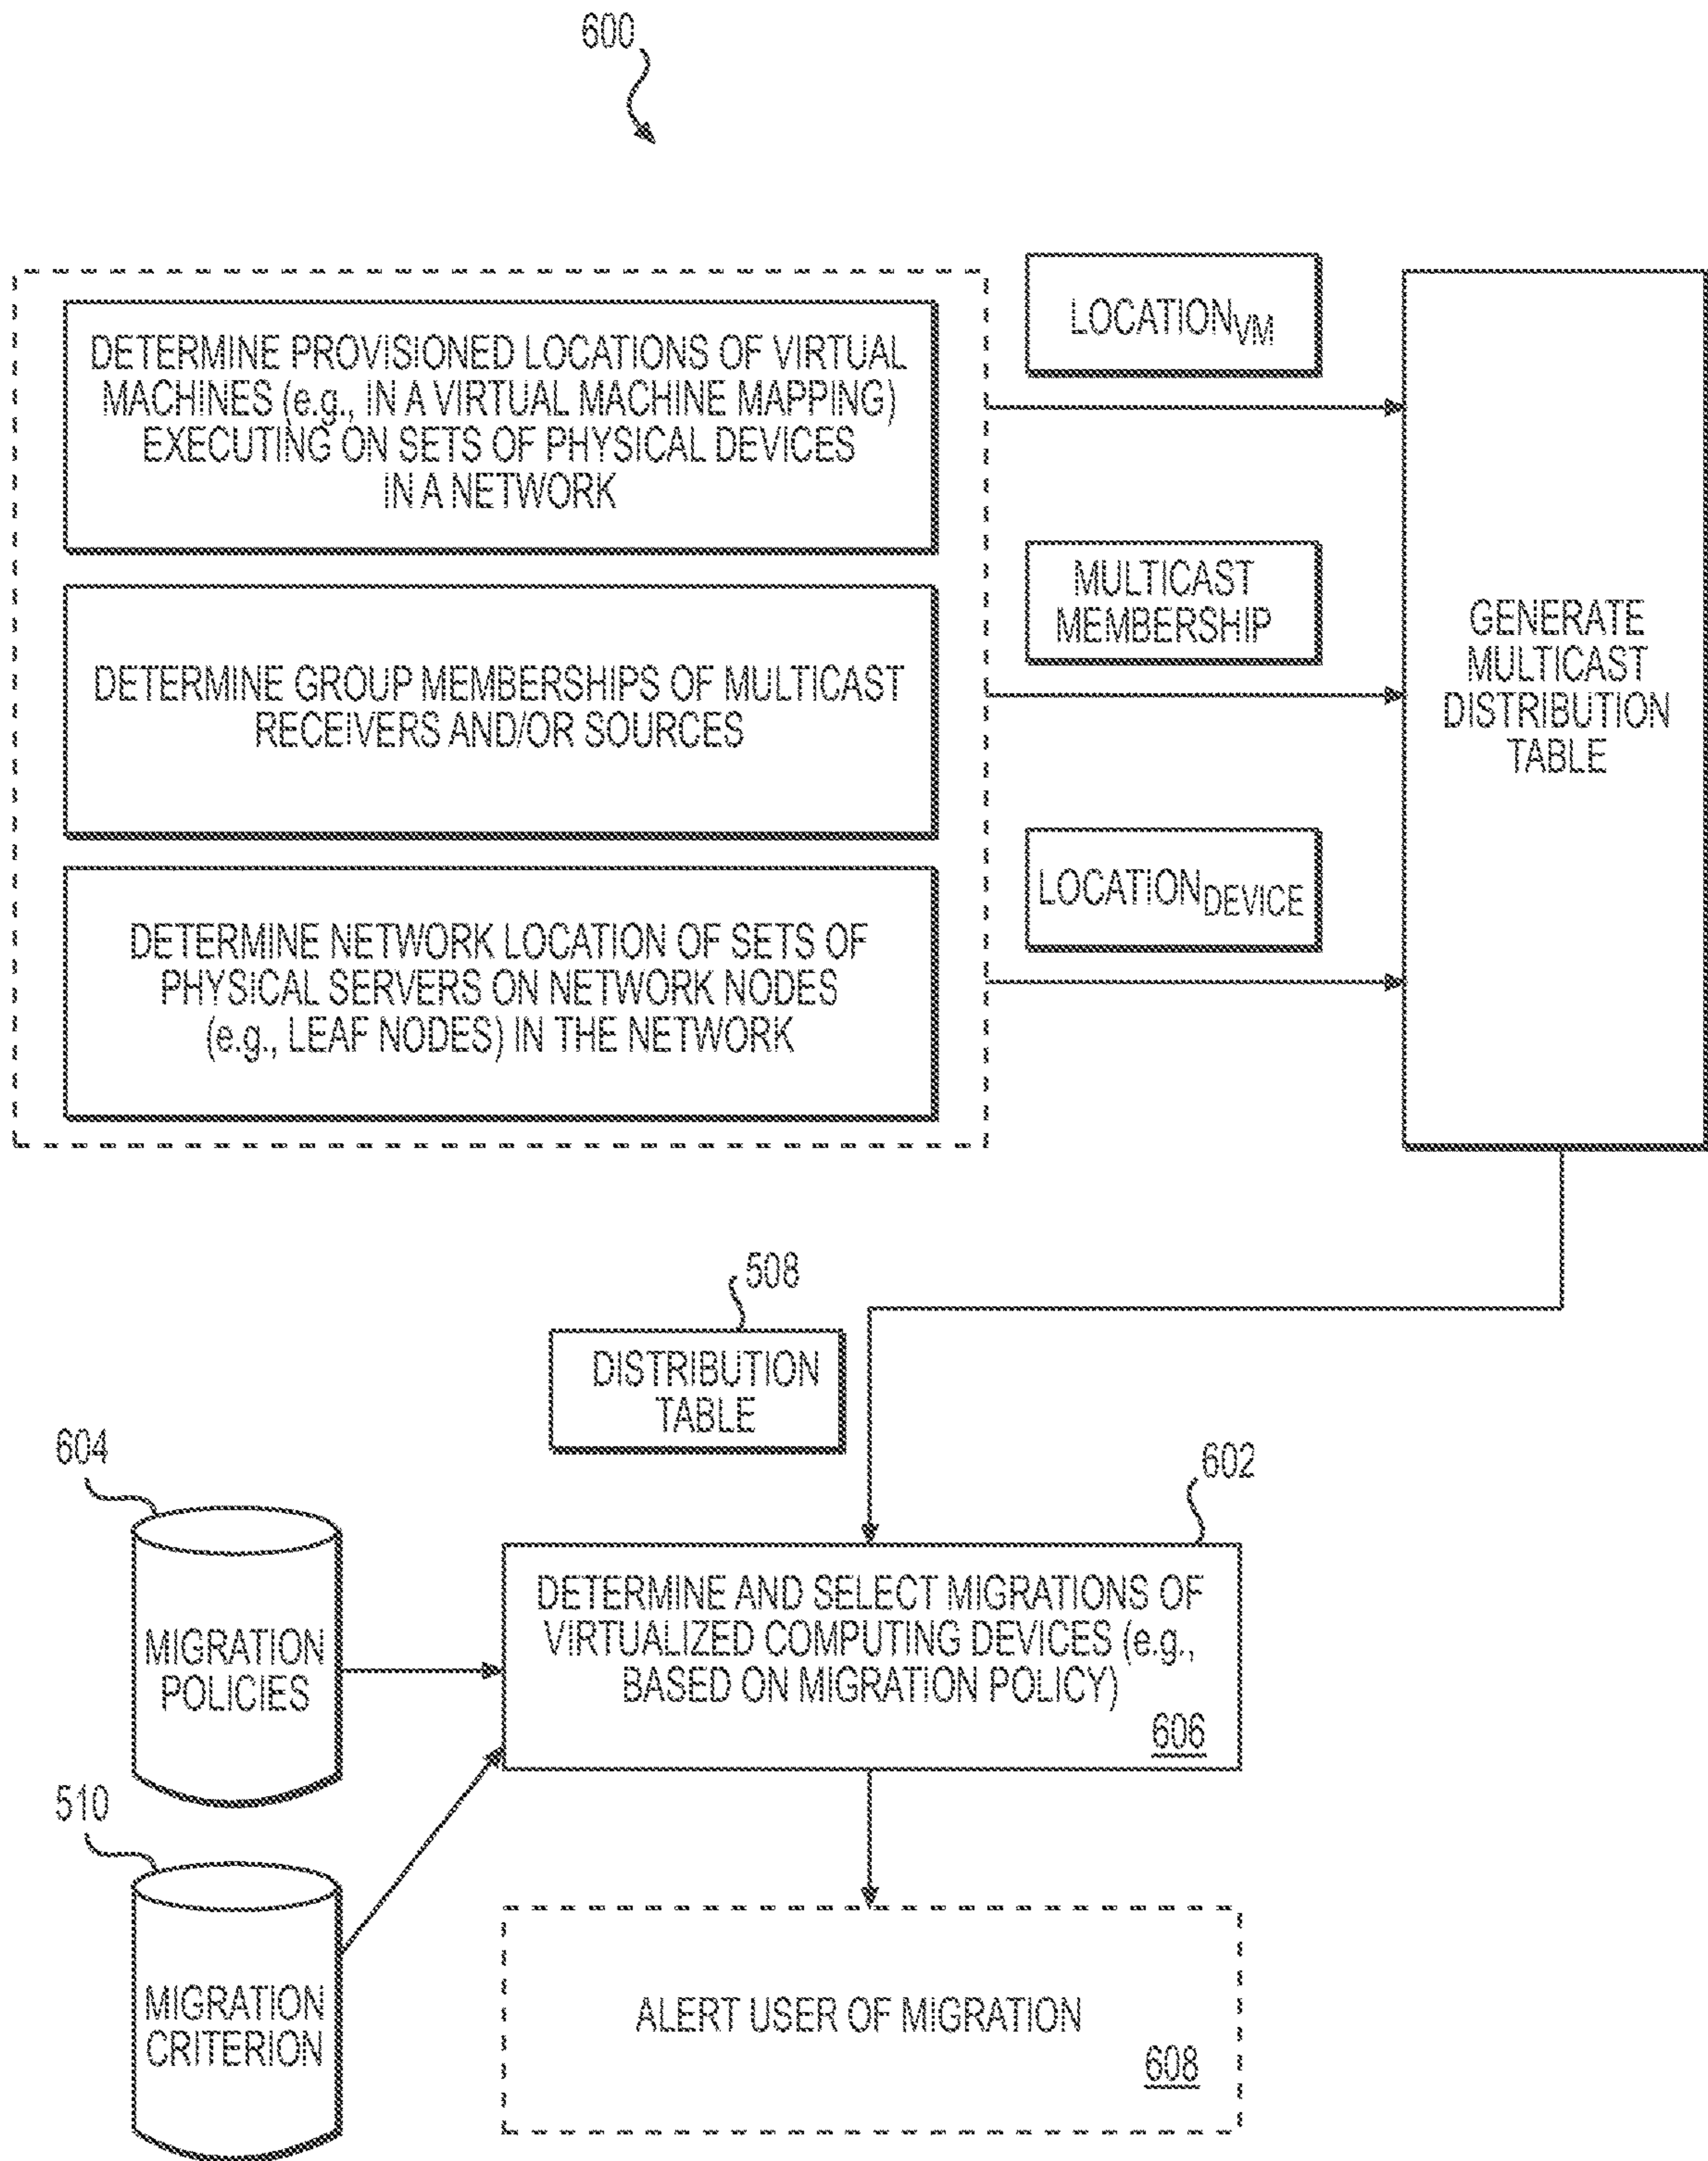 600
DETERMINE PROVISIONED LOCATIONS OF VIRTUAL
MACHINES (e.g., IN A VIRTUAL MACHINE MAPPING)
EXECUTING ON SETS OF PHYSICAL DEVICES
IN A NETWORK
DETERMINE GROUP MEMBERSHIPS OF MULTICAST
RECEIVERS AND/OR SOURCES
DETERMINE NETWORK LOCATION OF SETS OF
PHYSICAL SERVERS ON NETWORK NODES
(e.g., LEAF NODES) IN THE NETWORK
LOCATIONVM
MULTICAST
MEMBERSHIP
LOCATIONDEVICE
GENERATE
MULTICAST
DISTRIBUTION
TABLE
508
DISTRIBUTION
TABLE
604
MIGRATION
POLICIES
602
DETERMINE AND SELECT MIGRATIONS OF
VIRTUALIZED COMPUTING DEVICES (e.g.,
BASED ON MIGRATION POLICY)
606
510
MIGRATION
CRITERION
ALERT USER OF MIGRATION
608